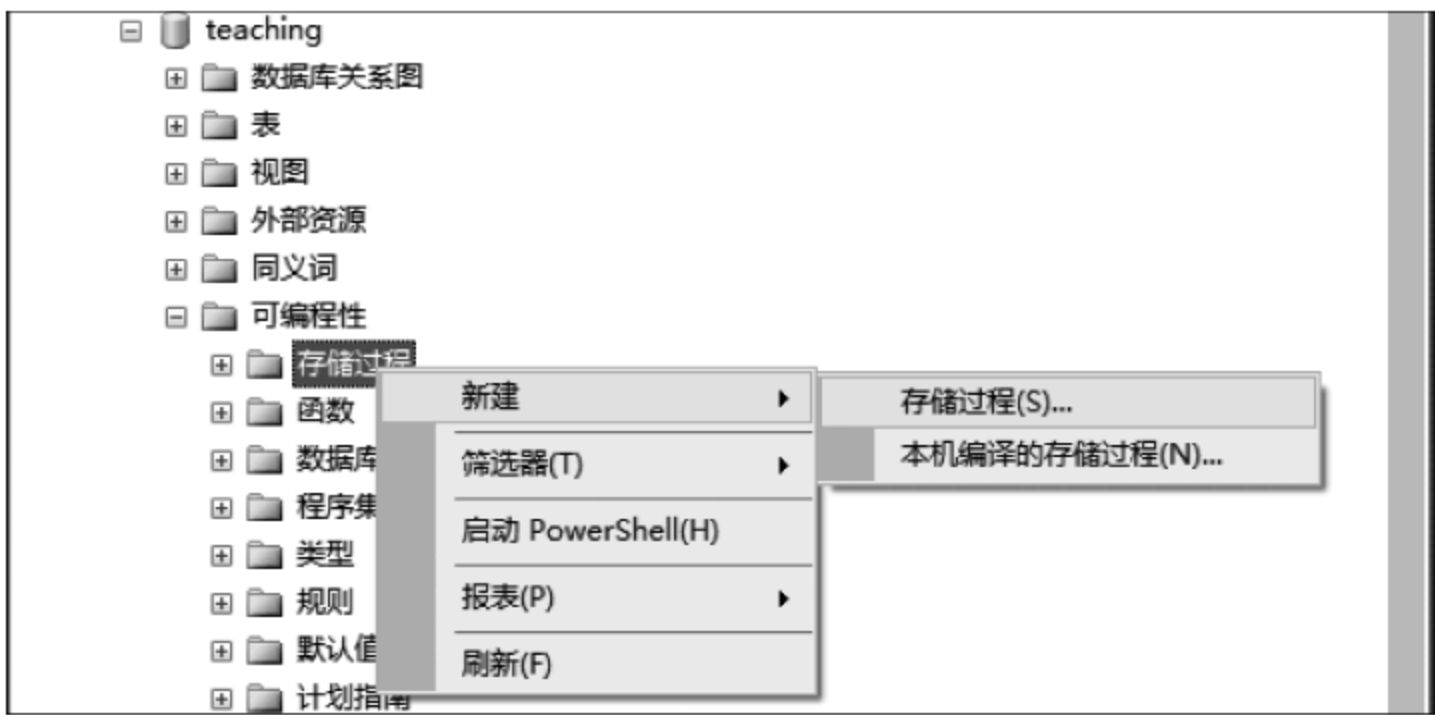 teaching
数据库关系图
表
视图
外部资源
同义词
可编程性
存储过程
函数
数据库
程序集
类型
规则
默认值
计划指南
新建
筛选器(T)
启动 PowerShell(H)
报表(P)
刷新(F)
存储过程(S)...
本机编译的存储过程(N)...